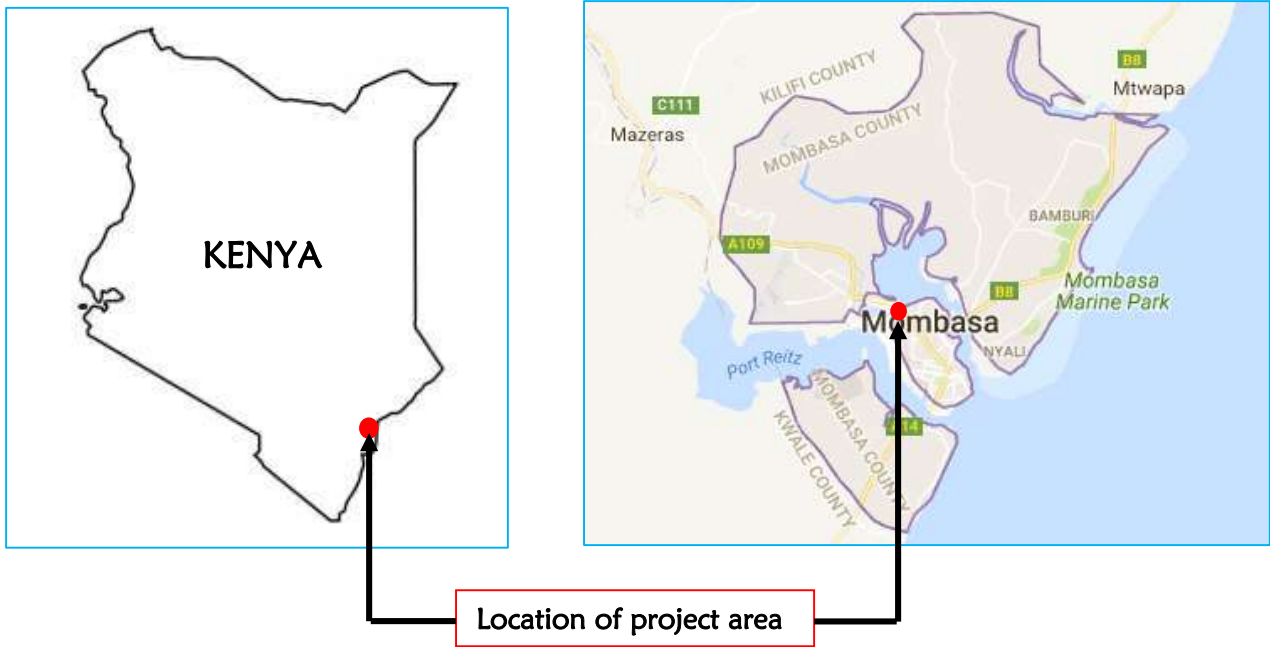 KENYA
B8
Mtwapa
KILIFI COUNTY
C111
Mazeras
MOMBASA COUNTY
BAMBURI
A109
Mombasa
Marine Park
B8
Mombasa
NYALI
Port Reitz
MOMBASA COUNTY
A14
KWALE COUNTY
Location of project area